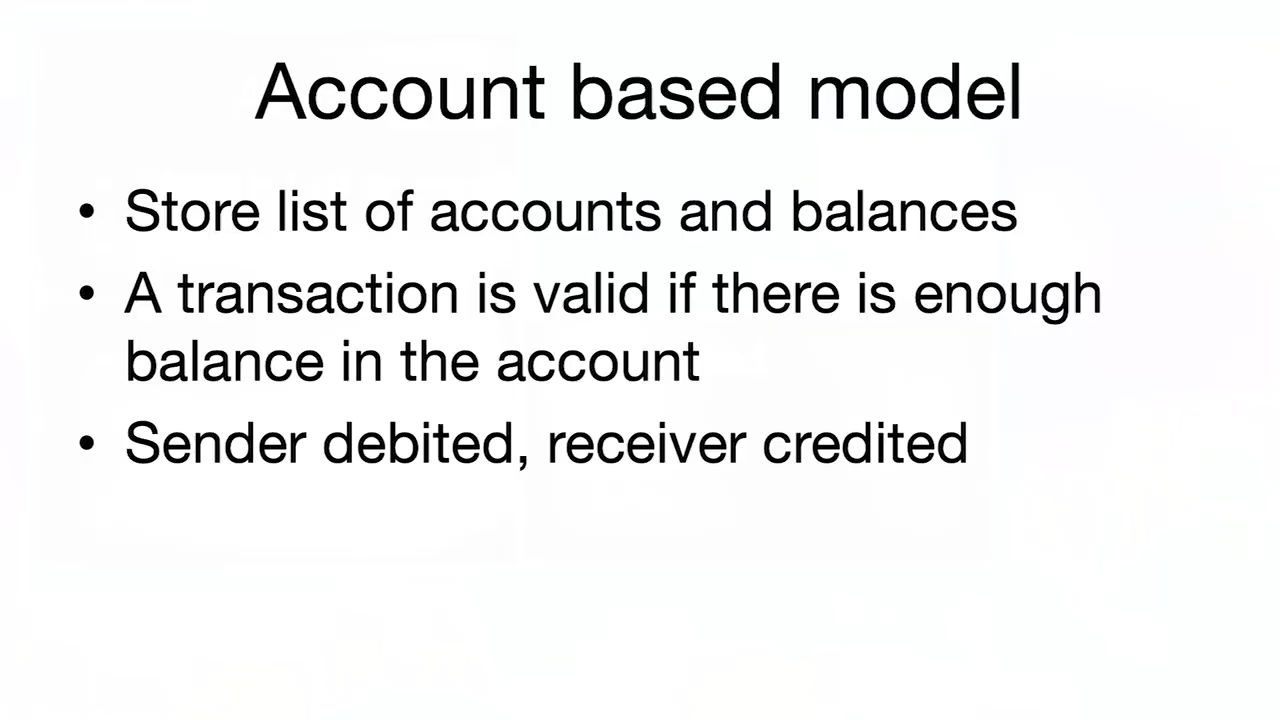 Account based model
• Store list of accounts and balances
• A transaction is valid if there is enough
balance in the account
• Sender debited, receiver credited